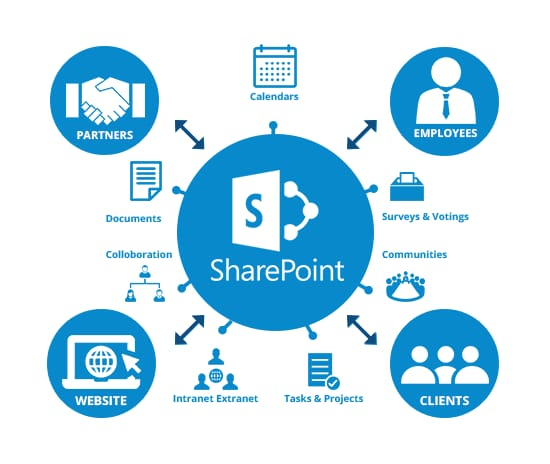 Calendars
PARTNERS
EMPLOYEES
Documents
Surveys & Votings
S
SharePoint
Colloboration
Communities
WEBSITE
Intranet Extranet
Tasks & Projects
CLIENTS